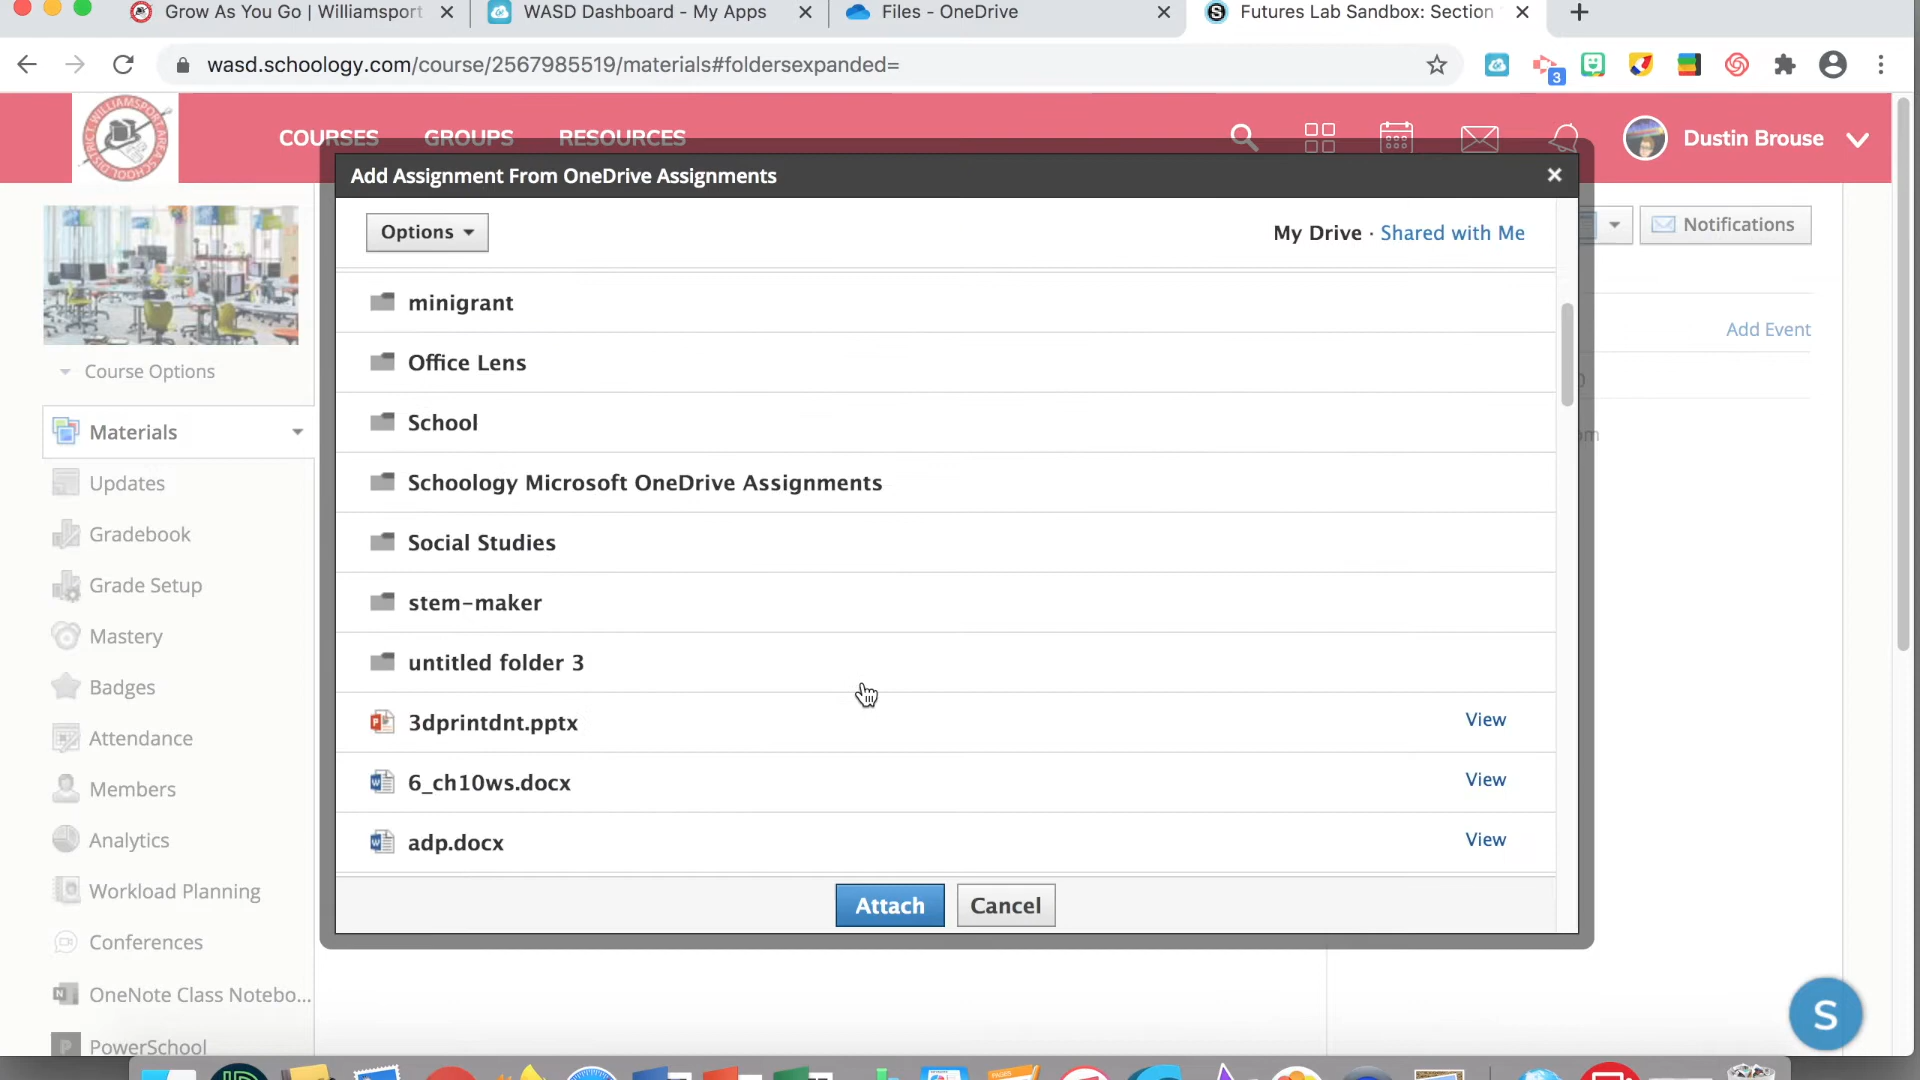 Grow As You Go | Williamsport
WASD Dashboard - My Apps
Files - OneDrive
Futures Lab Sandbox: Section
wasd.schoology.com/course/2567985519/materials#foldersexpanded=
3
COURSES
GROUPS
RESOURCES
Dustin Brouse
Add Assignment From OneDrive Assignments
Options
My Drive · Shared with Me
Notifications
Add Event
Course Options
Materials
Updates
Gradebook
Grade Setup
Mastery
Badges
Attendance
Members
Analytics
Workload Planning
Conferences
OneNote Class Notebo...
PowerSchool
minigrant
Office Lens
School
Schoology Microsoft OneDrive Assignments
Social Studies
stem-maker
untitled folder 3
3dprintdnt.pptx
View
6_ch10ws.docx
View
adp.docx
View
Attach
Cancel
S